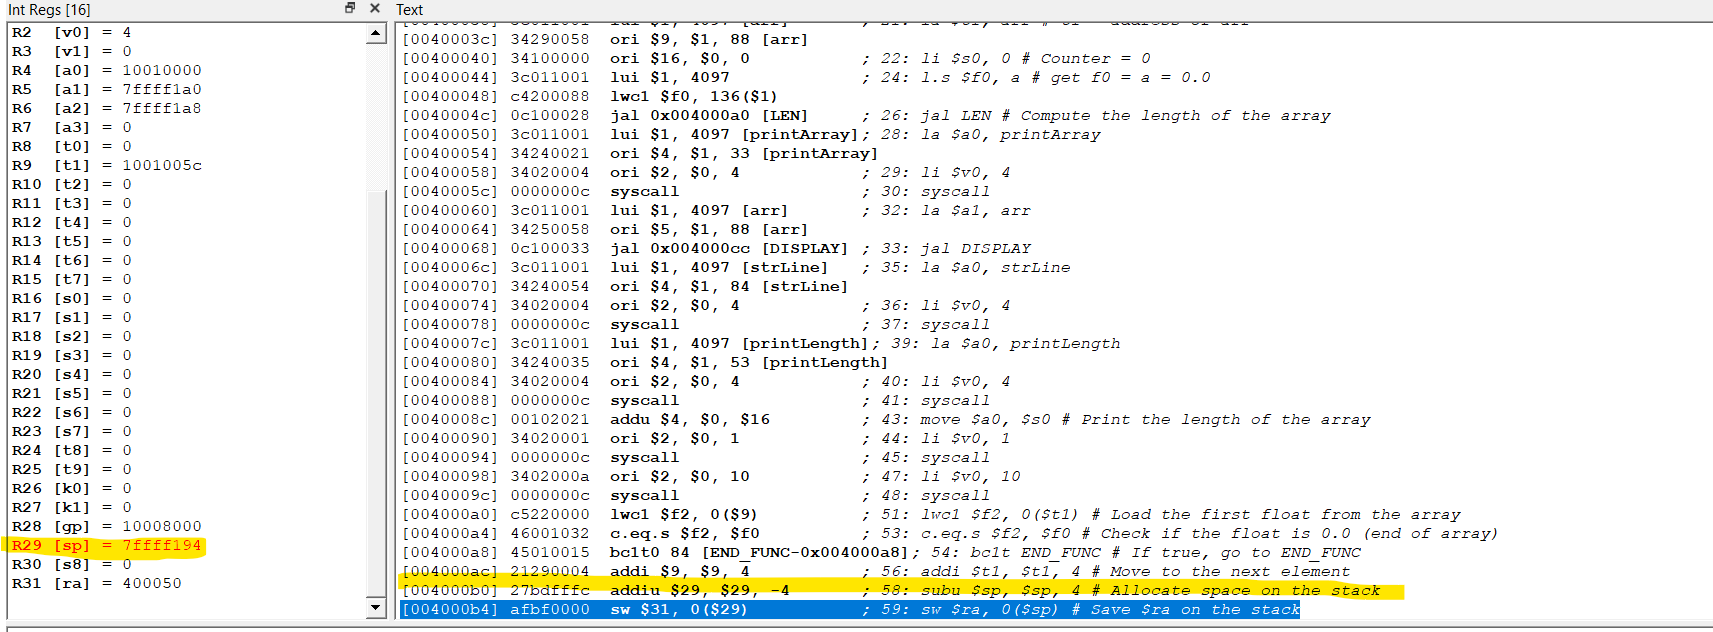 Int Regs [16]
R2 [v0] = 4
R3 [v1] = 0
R4 [a0] = 10010000
R5 [a1] = 7ffff1a0
R6 [a2] = 7ffff1a8
R7 [a3] = 0
R8 [t0] = 0
R9 [t1] = 1001005c
R10 [t2] = 0
R11 [t3] = 0
R12 [t4] = 0
R13 [t5] = 0
R14 [t6] = 0
R15 [t7] = 0
R16 [s0] = 0
R17 [s1] = 0
R18 [s2] = 0
R19 [s3] = 0
R20 [s4] = 0
R21 [s5] = 0
R22 [s6] = 0
R23 [s7] = 0
R24 [t8] = 0
R25 [t9] = 0
R26 [k0] = 0
R27 [k1] = 0
R28 [gp] = 10008000
R29 [sp] = 7ffff194
R30 [s8] = 0
R31 [ra] = 400050
Text
[0040003c] 34290058 ori $9, $1, 88 [arr]
[00400040] 34100000 ori $16, $0, 0 ; 22: li $s0, 0 # Counter = 0
[00400044] 3c011001 lui $1, 4097 ; 24: l.s $f0, a # get f0 = a = 0.0
[00400048] c4200088 lwc1 $f0, 136($1)
[0040004c] 0c100028 jal 0x004000a0 [LEN] ; 26: jal LEN # Compute the length of the array
[00400050] 3c011001 lui $1, 4097 [printArray]; 28: la $a0, printArray
[00400054] 34240021 ori $4, $1, 33 [printArray]
[00400058] 34020004 ori $2, $0, 4 ; 29: li $v0, 4
[0040005c] 0000000c syscall ; 30: syscall
[00400060] 3c011001 lui $1, 4097 [arr] ; 32: la $a1, arr
[00400064] 34250058 ori $5, $1, 88 [arr]
[00400068] 0c100033 jal 0x004000cc [DISPLAY] ; 33: jal DISPLAY
[0040006c] 3c011001 lui $1, 4097 [strLine] ; 35: la $a0, strLine
[00400070] 34240054 ori $4, $1, 84 [strLine]
[00400074] 34020004 ori $2, $0, 4 ; 36: li $v0, 4
[00400078] 0000000c syscall ; 37: syscall
[0040007c] 3c011001 lui $1, 4097 [printLength]; 39: la $a0, printLength
[00400080] 34240035 ori $4, $1, 53 [printLength]
[00400084] 34020004 ori $2, $0, 4 ; 40: li $v0, 4
[00400088] 0000000c syscall ; 41: syscall
[0040008c] 00102021 addu $4, $0, $16 ; 43: move $a0, $s0 # Print the length of the array
[00400090] 34020001 ori $2, $0, 1 ; 44: li $v0, 1
[00400094] 0000000c syscall ; 45: syscall
[00400098] 3402000a ori $2, $0, 10 ; 47: li $v0, 10
[0040009c] 0000000c syscall ; 48: syscall
[004000a0] c5220000 lwc1 $f2, 0($9) ; 51: lwc1 $f2, 0($t1) # Load the first float from the array
[004000a4] 46001032 c.eq.s $f2, $f0 ; 53: c.eq.s $f2, $f0 # Check if the float is 0.0 (end of array)
[004000a8] 45010015 bc1t0 84 [END_FUNC-0x004000a8]; 54: bc1t END_FUNC # If true, go to END_FUNC
[004000ac] 21290004 addi $9, $9, 4 ; 56: addi $t1, $t1, 4 # Move to the next element
[004000b0] 27bdfffc addiu $29, $29, -4 ; 58: subu $sp, $sp, 4 # Allocate space on the stack
[004000b4] afbf0000 sw $31, 0($29) ; 59: sw $ra, 0($sp) # Save $ra on the stack